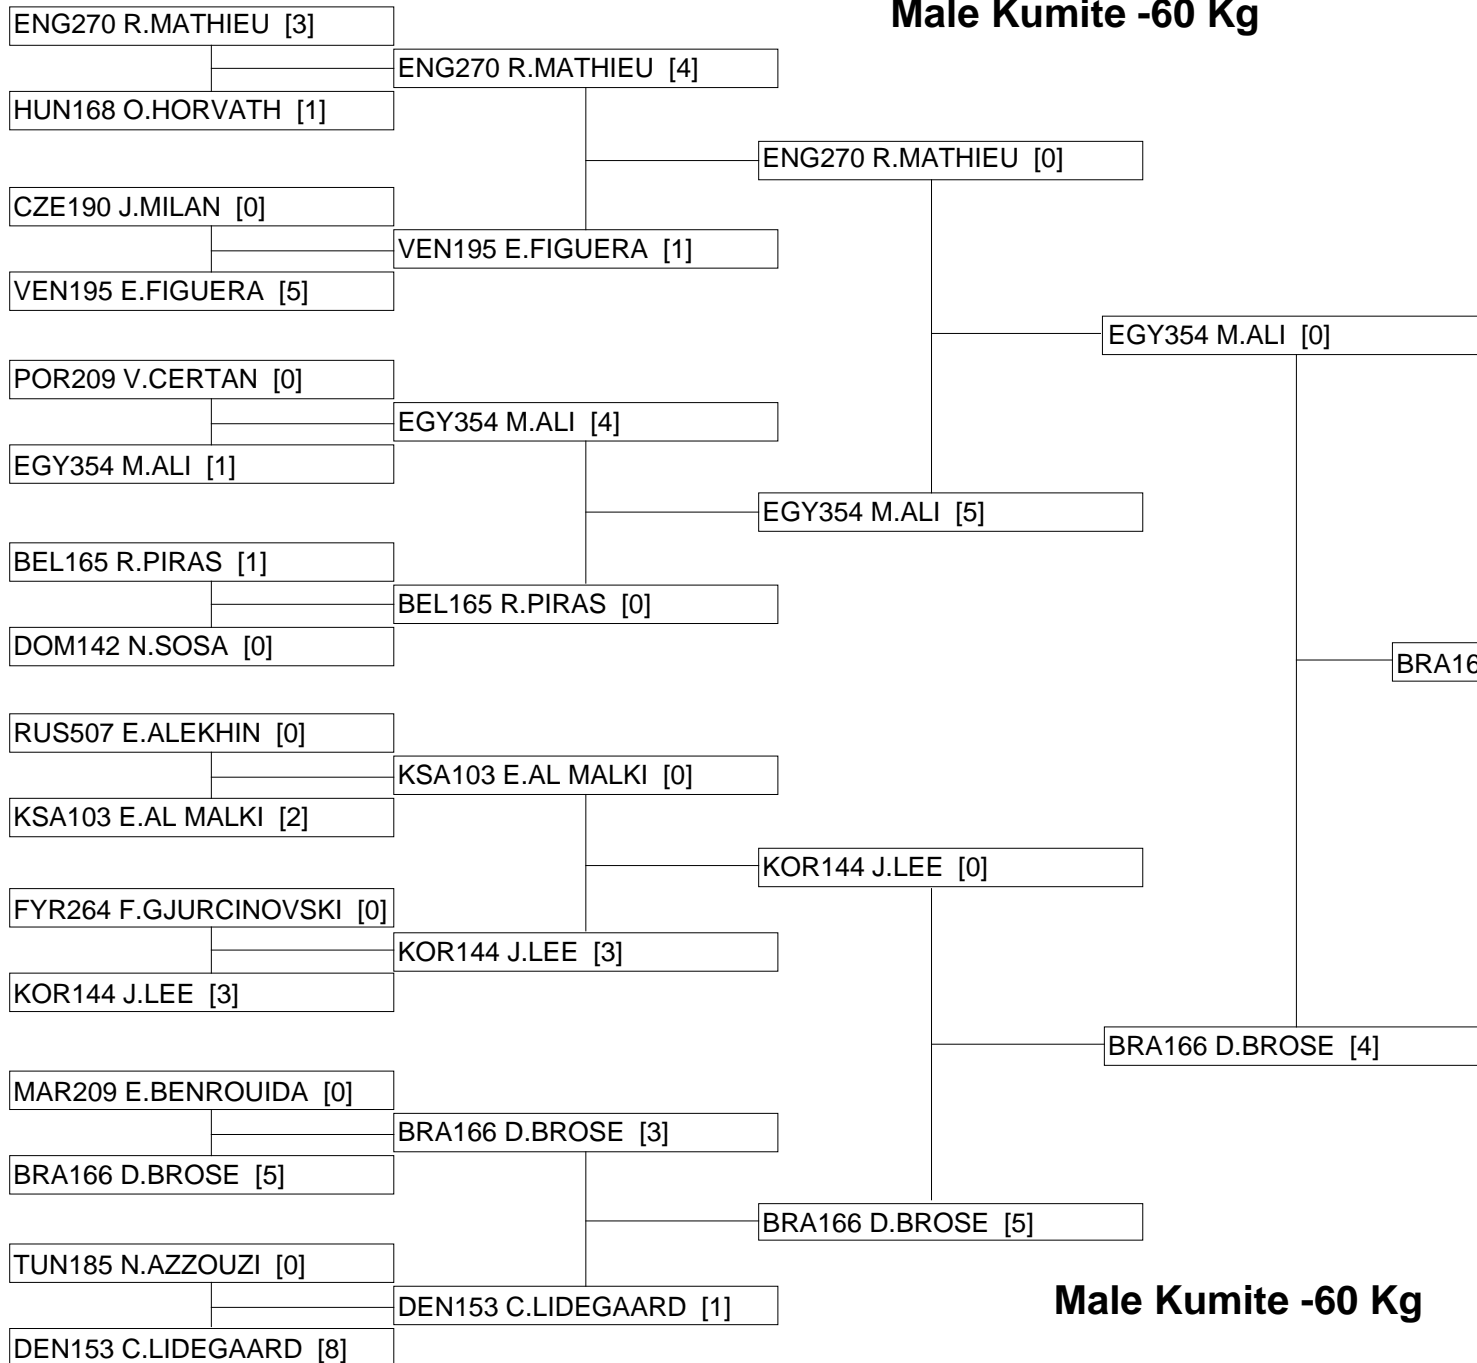 Male Kumite -60 Kg
ENG270 R.MATHIEU [3]
HUN168 O.HORVATH [1]
CZE190 J.MILAN [0]
VEN195 E.FIGUERA [5]
POR209 V.CERTAN [0]
EGY354 M.ALI [1]
BEL165 R.PIRAS [1]
DOM142 N.SOSA [0]
RUS507 E.ALEKHIN [0]
KSA103 E.AL MALKI [2]
FYR264 F.GJURCINOVSKI [0]
KOR144 J.LEE [3]
MAR209 E.BENROUIDA [0]
BRA166 D.BROSE [5]
TUN185 N.AZZOUZI [0]
DEN153 C.LIDEGAARD [8]
ENG270 R.MATHIEU [4]
VEN195 E.FIGUERA [1]
EGY354 M.ALI [4]
BEL165 R.PIRAS [0]
KSA103 E.AL MALKI [0]
KOR144 J.LEE [3]
BRA166 D.BROSE [3]
DEN153 C.LIDEGAARD [1]
ENG270 R.MATHIEU [0]
EGY354 M.ALI [5]
KOR144 J.LEE [0]
BRA166 D.BROSE [5]
EGY354 M.ALI [0]
BRA166 D.BROSE [4]
BRA16
Male Kumite -60 Kg